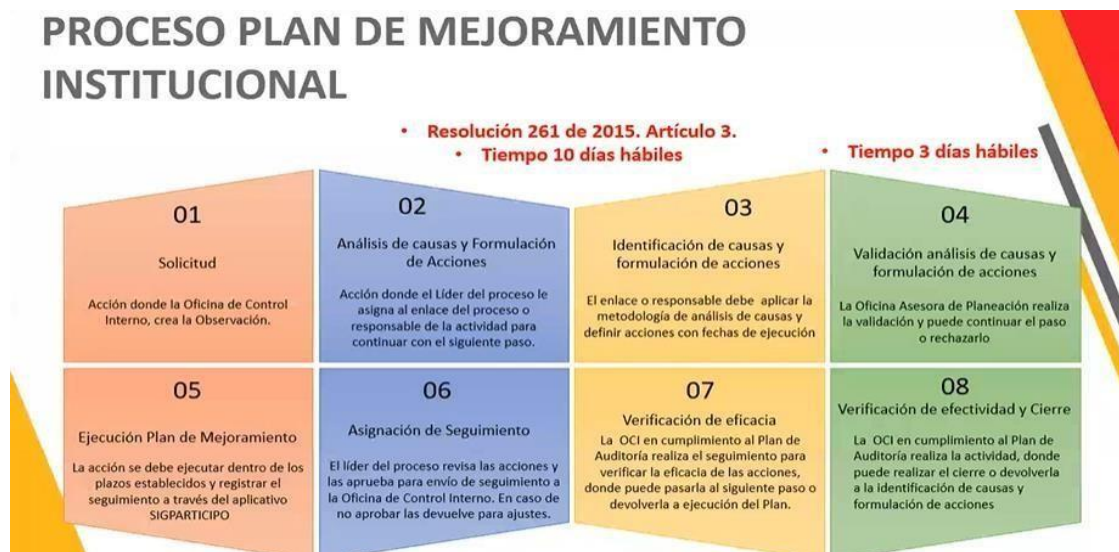 PROCESO PLAN DE MEJORAMIENTO
INSTITUCIONAL
• Resolución 261 de 2015. Artículo 3.
• Tiempo 10 días hábiles
• Tiempo 3 días hábiles
01
Solicitud
Acción donde la Oficina de Control
Interno, crea la Observación.
02
Análisis de causas y Formulación
de Acciones
Acción donde el Líder del proceso le
asigna al enlace del proceso o
responsable de la actividad para
continuar con el siguiente paso.
03
Identificación de causas y
formulación de acciones
El enlace o responsable debe aplicar la
metodología de análisis de causas y
definir acciones con fechas de ejecución
04
Validación análisis de causas y
formulación de acciones
La Oficina Asesora de Planeación realiza
la validación y puede continuar el paso
o rechazarlo
05
Ejecución Plan de Mejoramiento
La acción se debe ejecutar dentro de los
plazos establecidos y registrar el
seguimiento a través del aplicativo
SIGPARTICIPO
06
Asignación de Seguimiento
El líder del proceso revisa las acciones y
las aprueba para envío de seguimiento a
la Oficina de Control Interno. En caso de
no aprobar las devuelve para ajustes.
07
Verificación de eficacia
La OCI en cumplimiento al Plan de
Auditoría realiza el seguimiento para
verificar la eficacia de las acciones,
donde puede pasarla al siguiente paso o
devolverla a ejecución del Plan.
08
Verificación de efectividad y Cierre
La OCI en cumplimiento al Plan de
Auditoría realiza la actividad, donde
puede realizar el cierre o devolverla
a la identificación de causas y
formulación de acciones